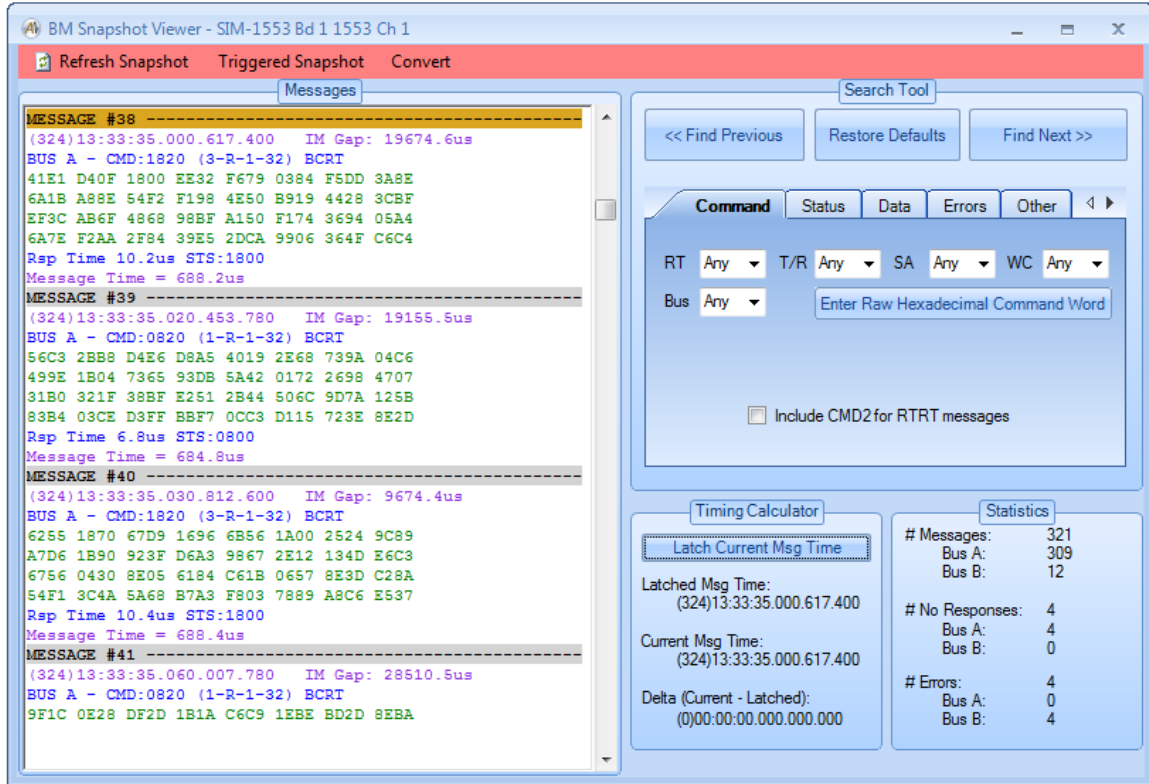 BM Snapshot Viewer - SIM-1553 Bd 1 1553 Ch 1
Refresh Snapshot Triggered Snapshot Convert
Messages
MESSAGE #38 --------------------------------------------
(324)13:33:35.000.617.400 IM Gap: 19674.6us
BUS A - CMD:1820 (3-R-1-32) BCRT
41E1 D40F 1800 EE32 F679 0384 F5DD 3A8E
6A1B A88E 54F2 F198 4E50 B919 4428 3CBF
EF3C AB6F 4868 98BF A150 F174 3694 05A4
6A7E F2AA 2F84 39E5 2DCA 9906 364F C6C4
Rsp Time 10.2us STS:1800
Message Time = 688.2us
MESSAGE #39 --------------------------------------------
(324)13:33:35.020.453.780 IM Gap: 19155.5us
BUS A - CMD:0820 (1-R-1-32) BCRT
56C3 2BB8 D4E6 D8A5 4019 2E68 739A 04C6
499E 1B04 7365 93DB 5A42 0172 2698 4707
31B0 321F 38BF E251 2B44 506C 9D7A 125B
83B4 03CE D3FF BBF7 0CC3 D115 723E 8E2D
Rsp Time 6.8us STS:0800
Message Time = 684.8us
MESSAGE #40 --------------------------------------------
(324)13:33:35.030.812.600 IM Gap: 9674.4us
BUS A - CMD:1820 (3-R-1-32) BCRT
6255 1870 67D9 1696 6B56 1A00 2524 9C89
A7D6 1B90 923F D6A3 9867 2E12 134D E6C3
6756 0430 8E05 6184 C61B 0657 8E3D C28A
54F1 3C4A 5A68 B7A3 F803 7889 A8C6 E537
Rsp Time 10.4us STS:1800
Message Time = 688.4us
MESSAGE #41 --------------------------------------------
(324)13:33:35.060.007.780 IM Gap: 28510.5us
BUS A - CMD:0820 (1-R-1-32) BCRT
9F1C 0E28 DF2D 1B1A C6C9 1EBE BD2D 8EBA
Search Tool
<< Find Previous Restore Defaults Find Next >>
Command Status Data Errors Other
RT Any T/R Any SA Any WC Any
Bus Any Enter Raw Hexadecimal Command Word
Include CMD2 for RTRT messages
Timing Calculator
Latch Current Msg Time
Latched Msg Time:
(324)13:33:35.000.617.400
Current Msg Time:
(324)13:33:35.000.617.400
Delta (Current - Latched):
(0)00:00:00.000.000.000
Statistics
# Messages: 321
Bus A: 309
Bus B: 12
# No Responses: 4
Bus A: 4
Bus B: 0
# Errors: 4
Bus A: 0
Bus B: 4